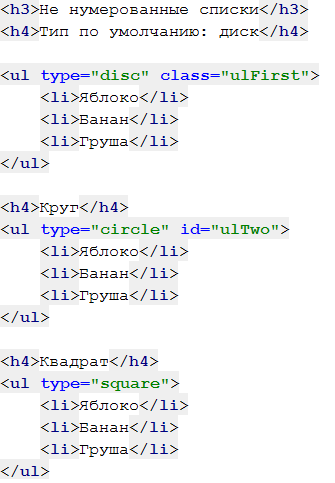 <h3>Не нумерованные списки</h3>
<h4>Тип по умолчанию: диск</h4>
<ul type="disc" class="ulFirst">
<li>Яблоко</li>
<li>Банан</li>
<li>Груша</li>
</ul>
<h4>Круг</h4>
<ul type="circle" id="ulTwo">
<li>Яблоко</li>
<li>Банан</li>
<li>Груша</li>
</ul>
<h4>Квадрат</h4>
<ul type="square">
<li>Яблоко</li>
<li>Банан</li>
<li>Груша</li>
</ul>